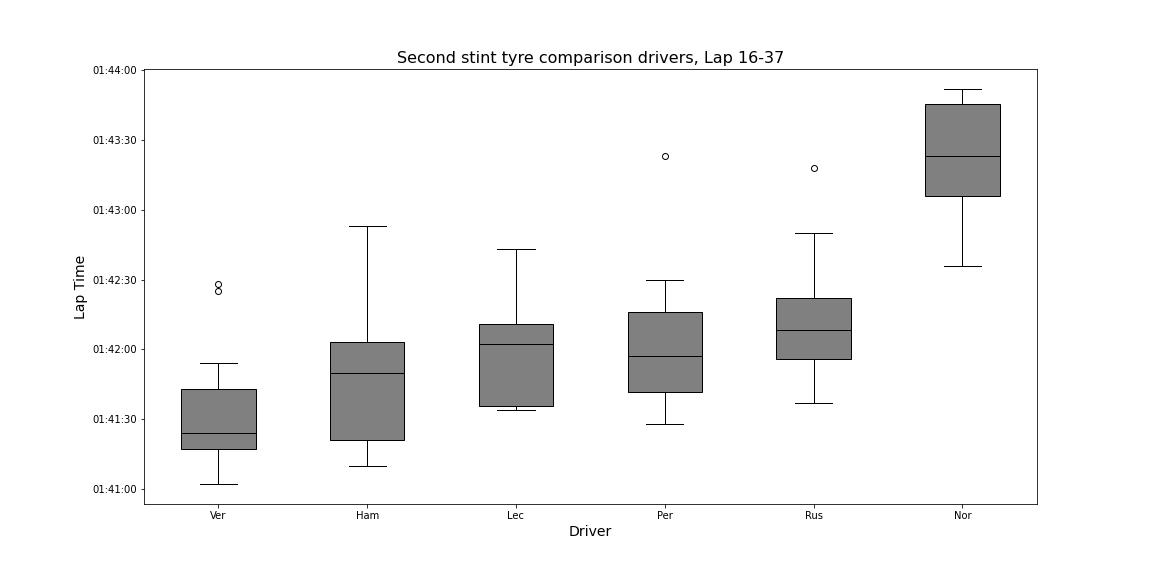 Second stint tyre comparison drivers, Lap 16-37
01:44:00
01:43:30
01:43:00
01:42:30
01:42:00
01:41:30
01:41:00
Lap Time
Ver Ham Lec Per Rus Nor
Driver